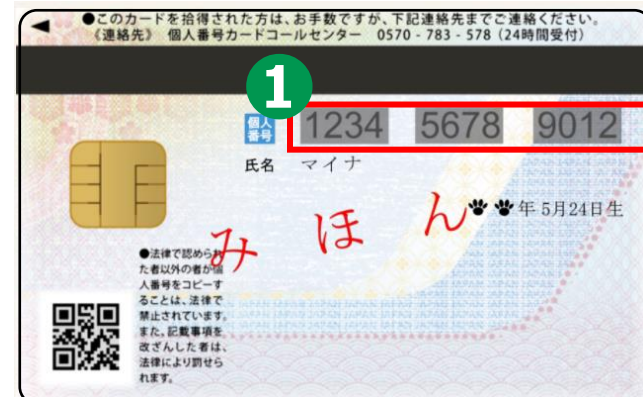 ●このカードを拾得された方は、お手数ですが、下記連絡先までご連絡ください。
《連絡先》 個人番号カードコールセンター 0570-783-578(24時間受付)
1
個人番号 1234 5678 9012
氏名 マイナ
年 5月24日生
みほん
●法律で認められ
た者以外の者が個
人番号をコピーす
ることは、法律で
禁止されています。
また、記載事項を
改ざんした者は、
法律により罰せら
れます。